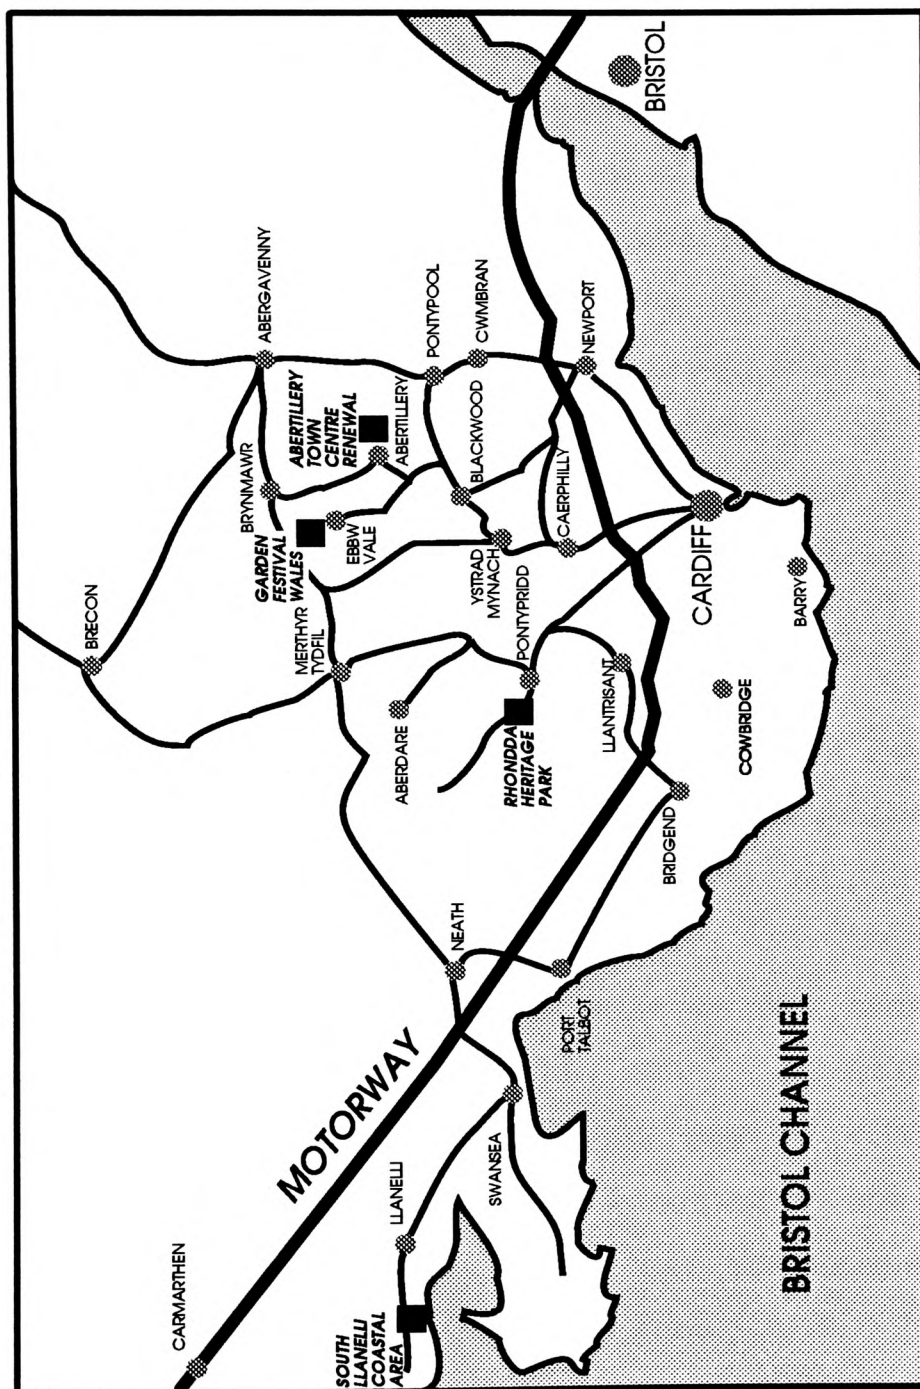 CARMARTHEN
SOUTH
LLANELLI
COASTAL
AREA
LLANELLI
SWANSEA
MOTORWAY
NEATH
PORT
TALBOT
BRISTOL CHANNEL
BRECON
MERTHYR
TYDFIL
ABERDARE
RHONDDA
HERITAGE
PARK
PONTYPRIDD
LLANTRISANT
BRIDGEND
COWBRIDGE
BARRY
CARDIFF
GARDEN
FESTIVAL
WALES
EBBW
VALE
BRYNMAWR
YSTRAD
MYNACH
CAERPHILLY
BLACKWOOD
ABERTILLERY
TOWN
CENTRE
RENEWAL
ABERTILLERY
ABERGAVENNY
PONTYPOOL
CWMBRAN
NEWPORT
BRISTOL